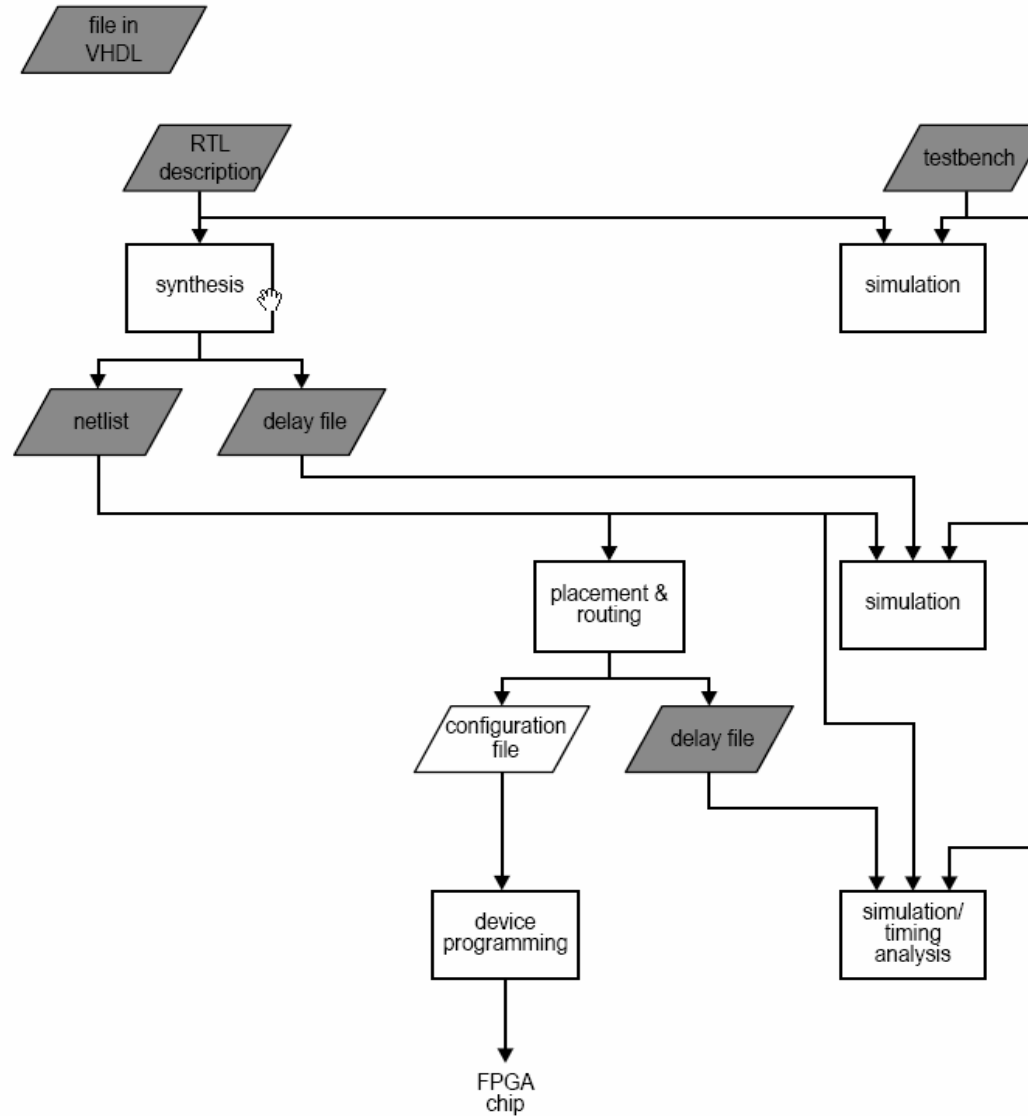 file in
VHDL
RTL
description
testbench
synthesis
simulation
netlist
delay file
placement &
routing
simulation
configuration
file
delay file
device
programming
simulation/
timing
analysis
FPGA
chip